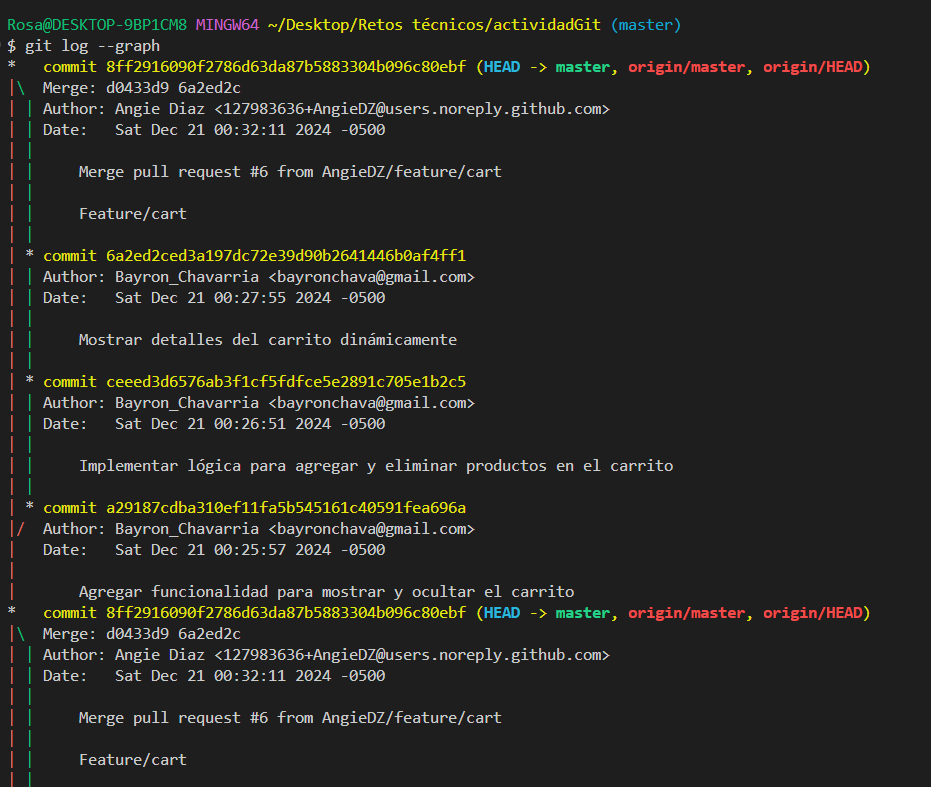 Rosa@DESKTOP-9BP1CM8 MINGW64 ~/Desktop/Retos técnicos/actividadGit (master)
$ git log --graph
*   commit 8ff2916090f2786d63da87b5883304b096c80ebf (HEAD -> master, origin/master, origin/HEAD)
|\  Merge: d0433d9 6a2ed2c
| | Author: Angie Diaz <127983636+AngieDZ@users.noreply.github.com>
| | Date:   Sat Dec 21 00:32:11 2024 -0500
| |
| |     Merge pull request #6 from AngieDZ/feature/cart
| |
| |     Feature/cart
| |
| * commit 6a2ed2ced3a197dc72e39d90b2641446b0af4ff1
| | Author: Bayron_Chavarria <bayronchava@gmail.com>
| | Date:   Sat Dec 21 00:27:55 2024 -0500
| |
| |     Mostrar detalles del carrito dinámicamente
| |
| * commit ceeed3d6576ab3f1cf5fdfce5e2891c705e1b2c5
| | Author: Bayron_Chavarria <bayronchava@gmail.com>
| | Date:   Sat Dec 21 00:26:51 2024 -0500
| |
| |     Implementar lógica para agregar y eliminar productos en el carrito
| |
| * commit a29187cdba310ef11fa5b545161c40591fea696a
|/  Author: Bayron_Chavarria <bayronchava@gmail.com>
|   Date:   Sat Dec 21 00:25:57 2024 -0500
|
|       Agregar funcionalidad para mostrar y ocultar el carrito
*   commit 8ff2916090f2786d63da87b5883304b096c80ebf (HEAD -> master, origin/master, origin/HEAD)
|\  Merge: d0433d9 6a2ed2c
| | Author: Angie Diaz <127983636+AngieDZ@users.noreply.github.com>
| | Date:   Sat Dec 21 00:32:11 2024 -0500
| |
| |     Merge pull request #6 from AngieDZ/feature/cart
| |
| |     Feature/cart
| |